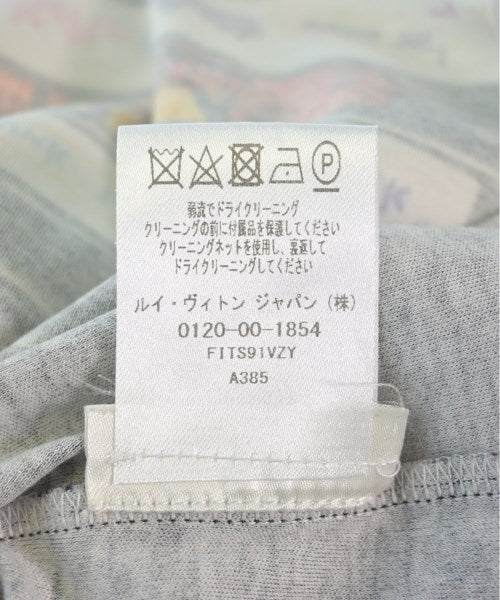 P
弱流でドライクリーニング
クリーニングの前に付属品を保護してください
クリーニングネットを使用し、裏返して
ドライクリーニングしてください
ルイ・ヴィトン ジャパン (株)
0120-00-1854
FITS91VZY
A385